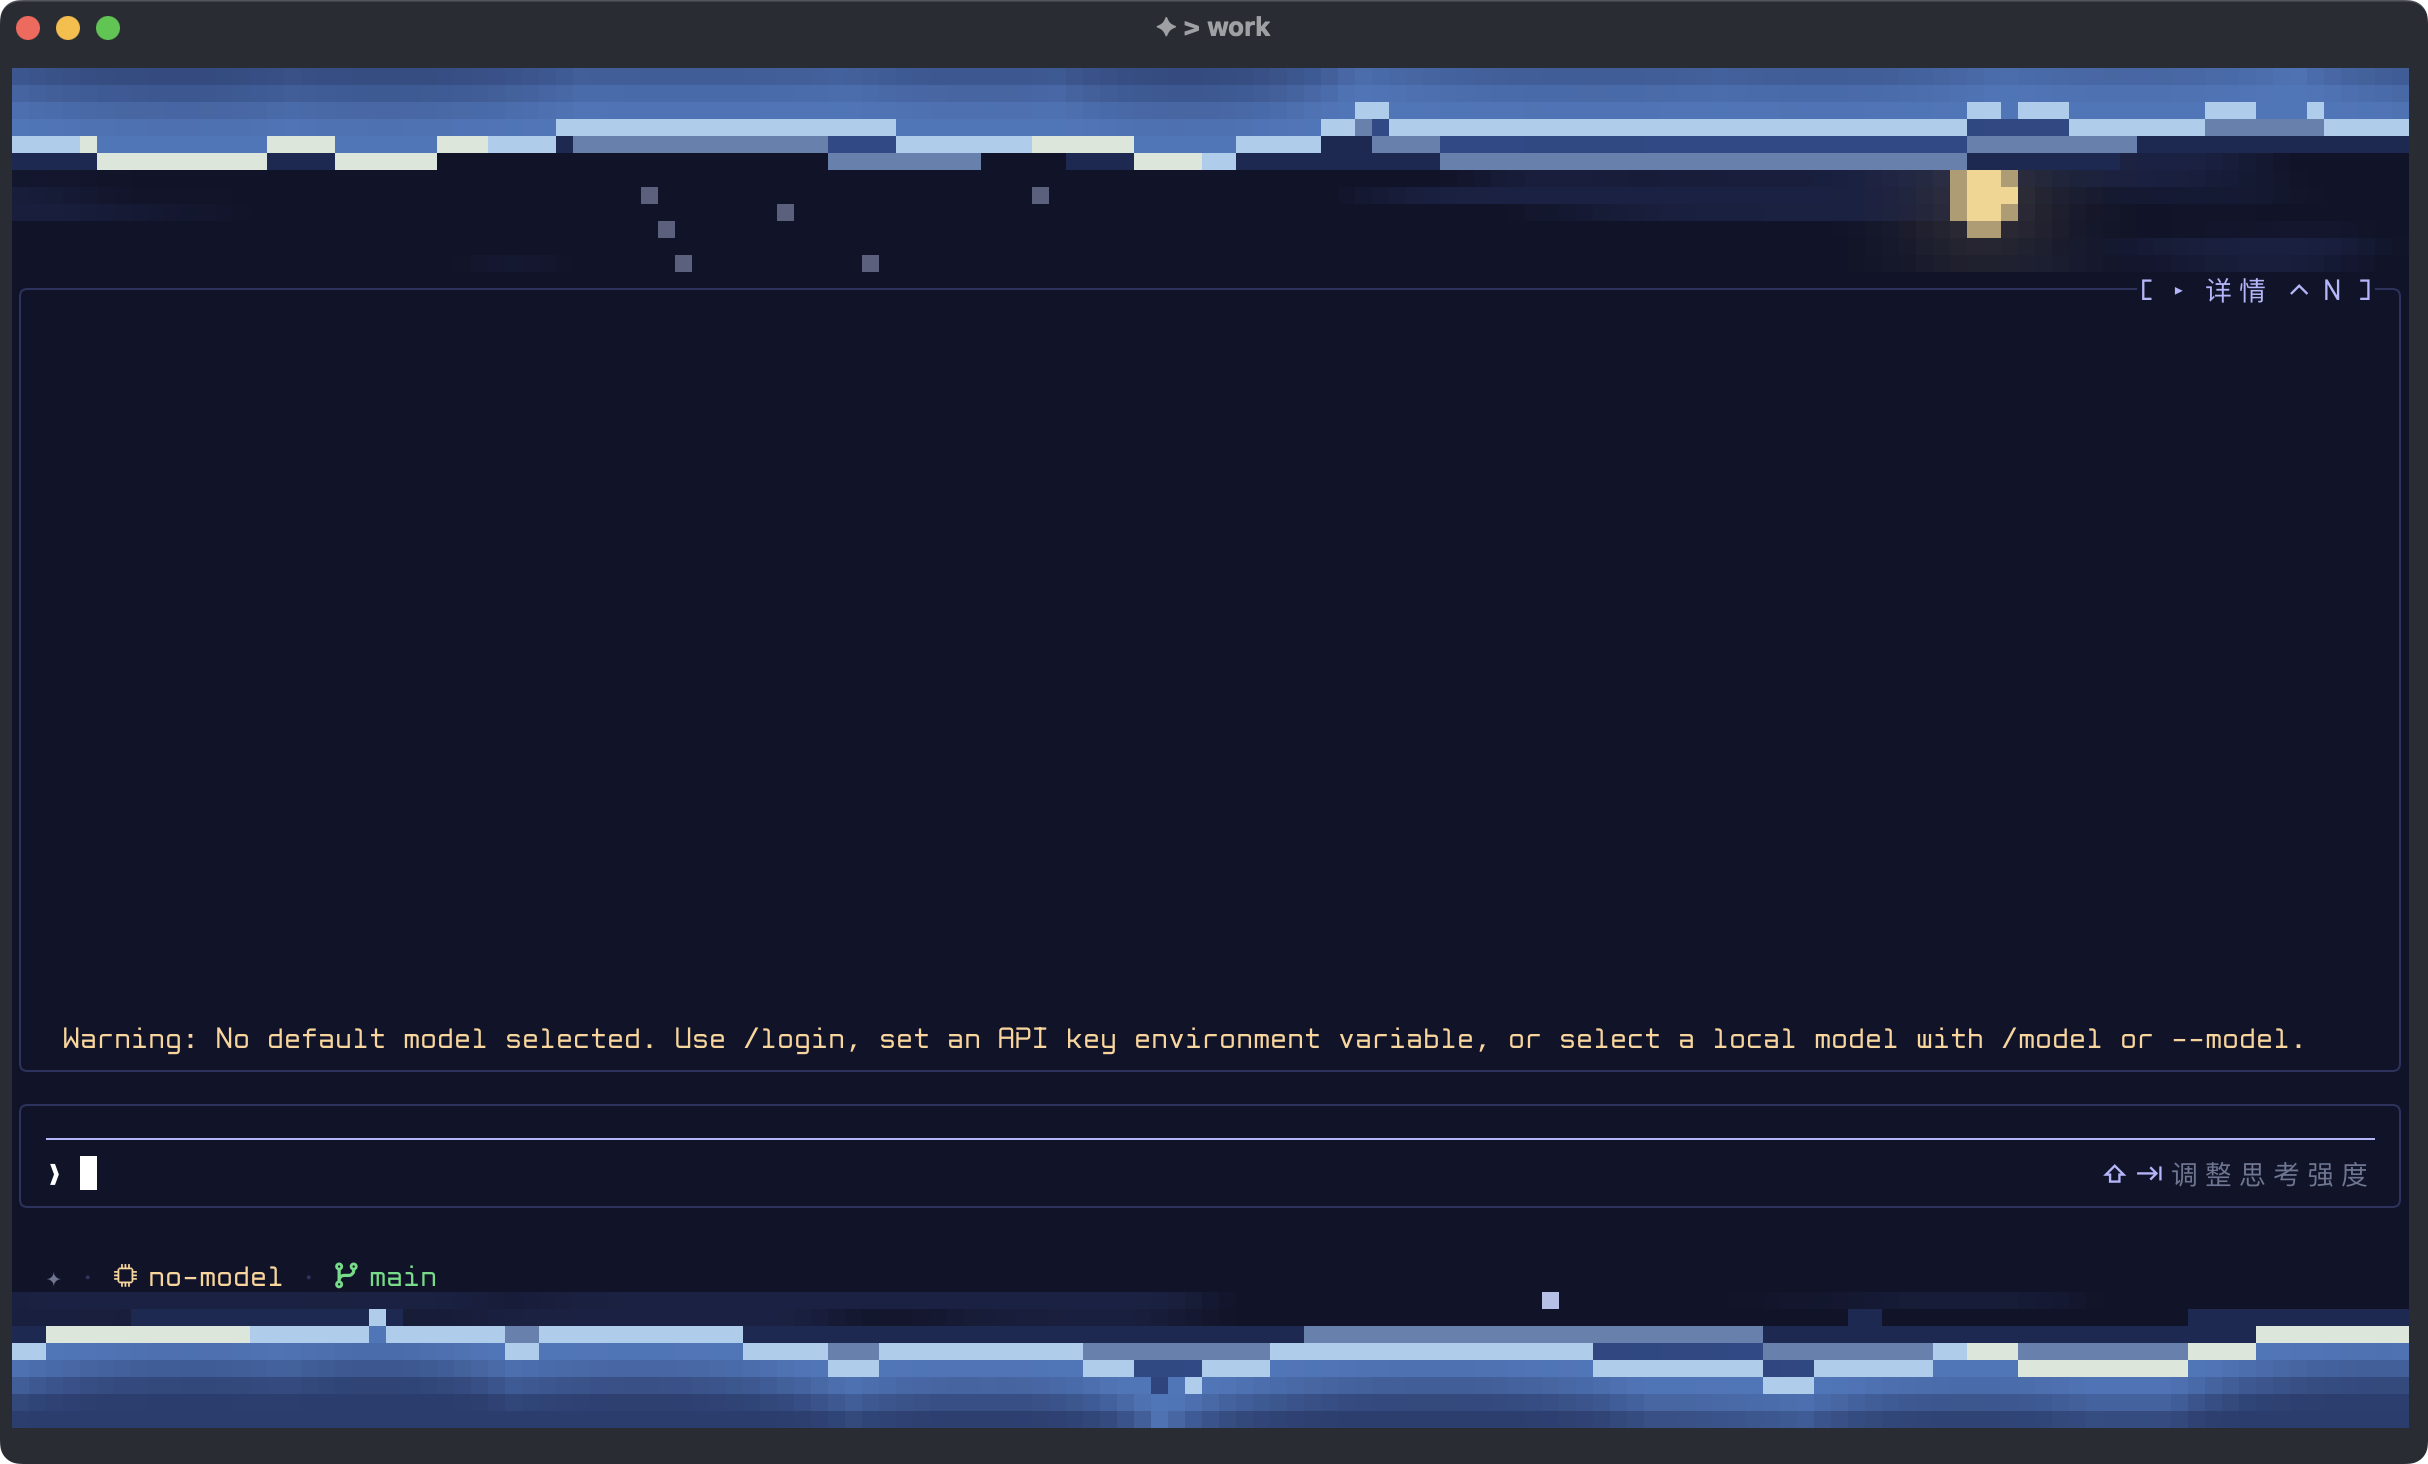 ✦ > work
[ ▸ 详情 ^N ]
Warning: No default model selected. Use /login, set an API key environment variable, or select a local model with /model or --model.
❯
⇧ ⇥ 调整思考强度
✦ · no-model · main